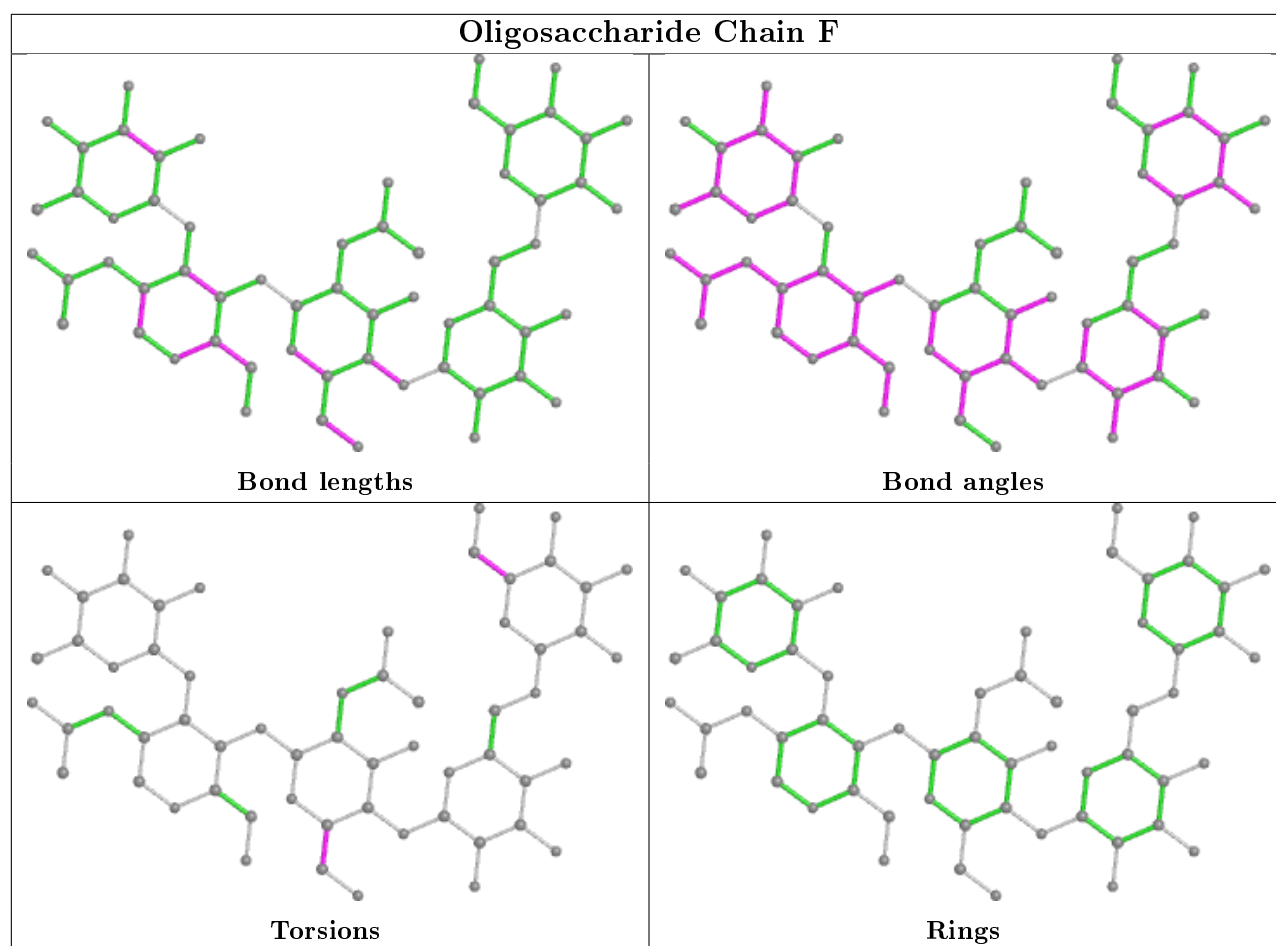 Oligosaccharide Chain F
Bond lengths
Bond angles
Torsions
Rings